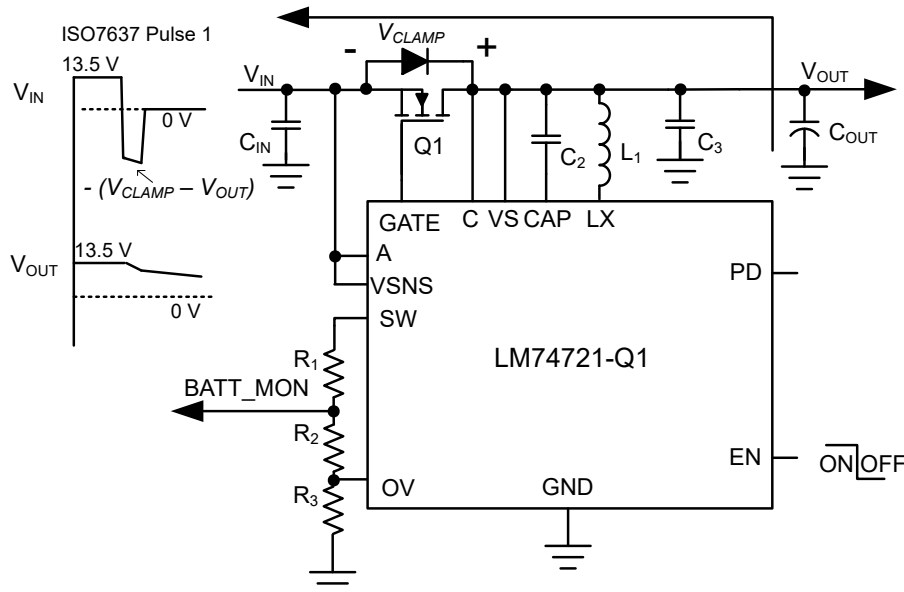 ISO7637 Pulse 1
13.5 V
V_IN
0 V
- (V_CLAMP – V_OUT)
V_OUT
13.5 V
0 V
V_CLAMP
-
+
V_IN
V_OUT
C_IN
Q1
C_2
L_1
C_3
C_OUT
GATE
C
VS
CAP
LX
A
VSNS
SW
PD
LM74721-Q1
R_1
BATT_MON
R_2
R_3
OV
GND
EN
ON
OFF